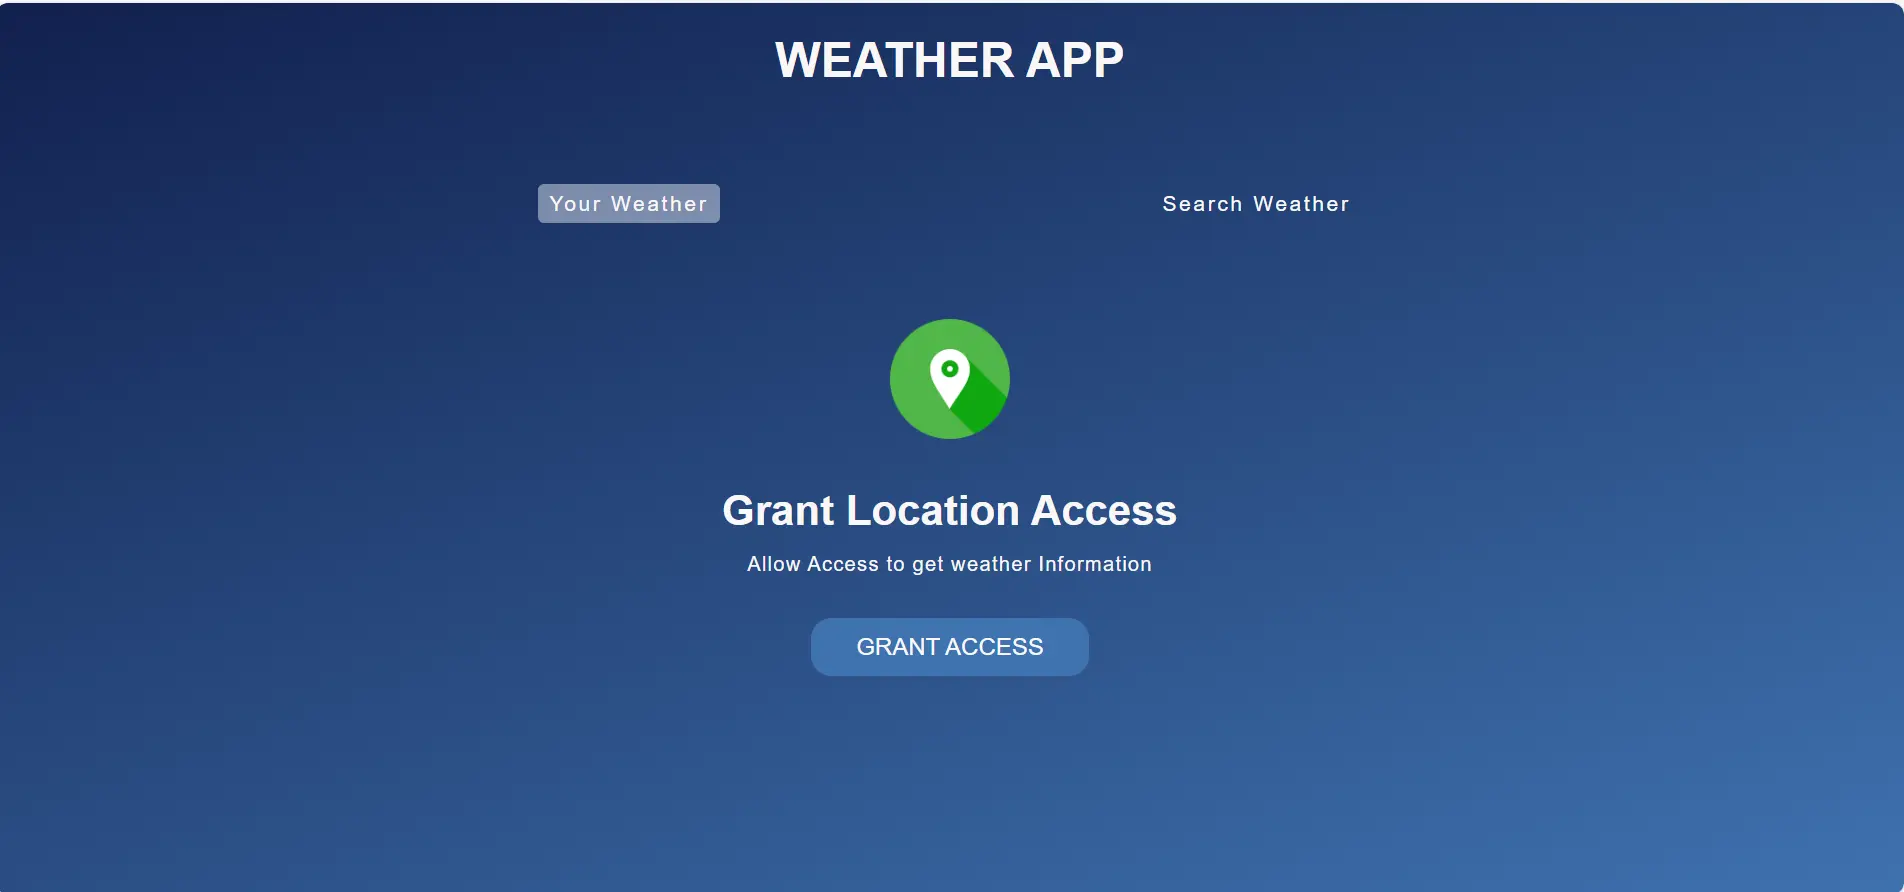 WEATHER APP
Your Weather
Search Weather
Grant Location Access
Allow Access to get weather Information
GRANT ACCESS